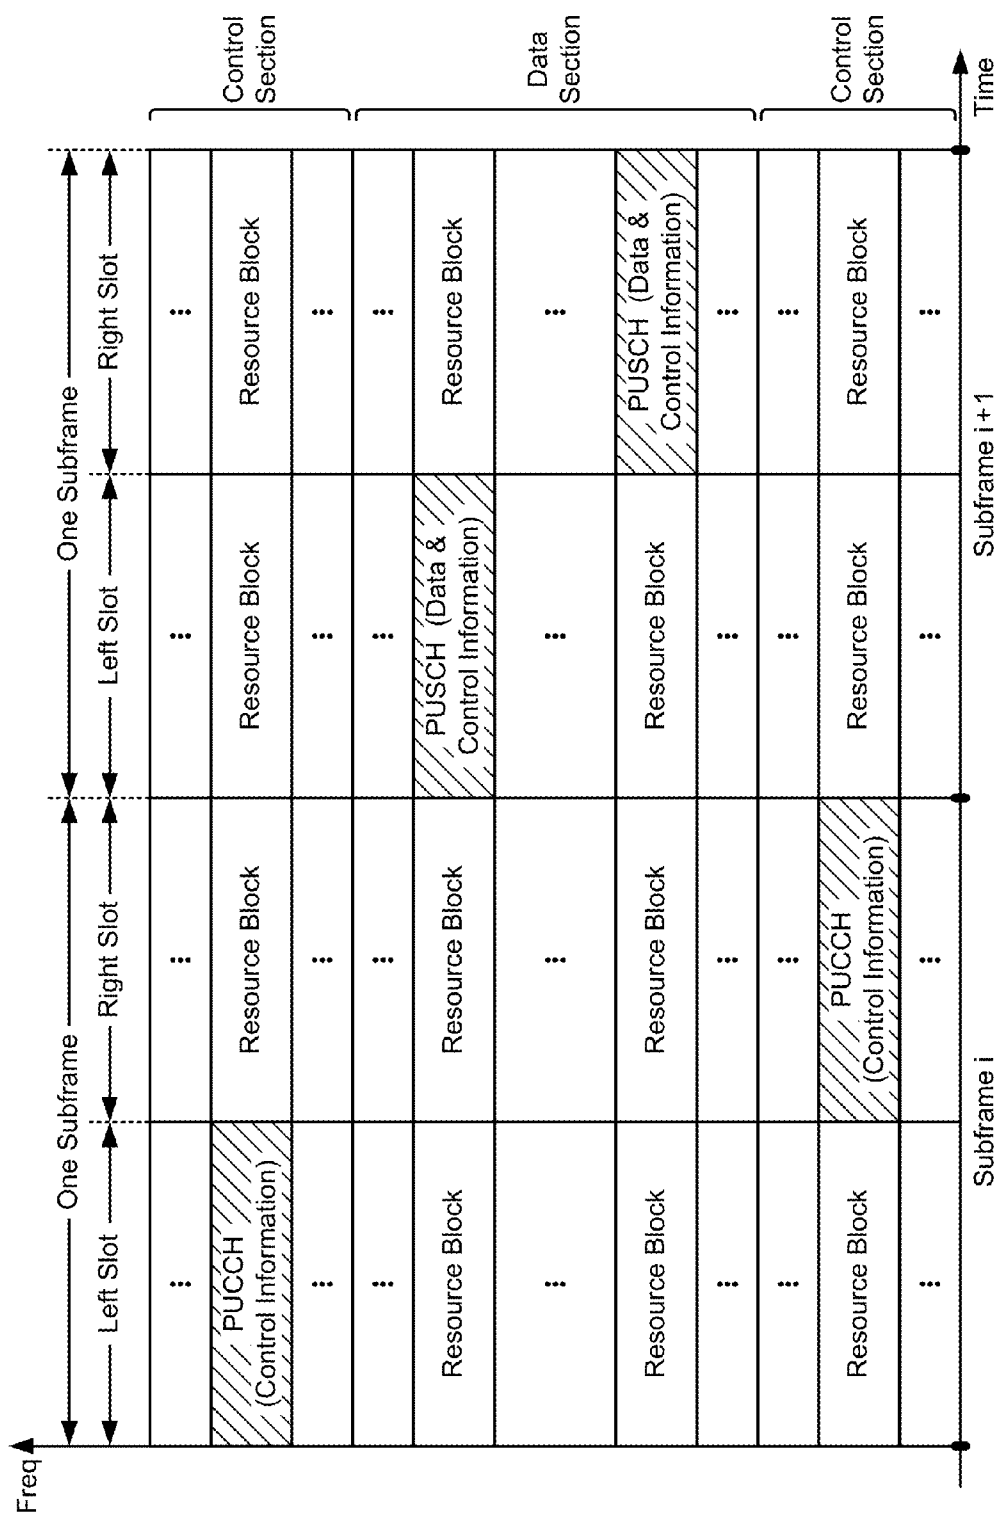 Freq
One Subframe
One Subframe
Left Slot
Right Slot
Left Slot
Right Slot
...
...
...
...
PUCCH
(Control Information)
Resource Block
Resource Block
Resource Block
Control
Section
...
...
...
...
...
...
...
...
Resource Block
Resource Block
PUSCH (Data &
Control Information)
Resource Block
...
...
...
...
Data
Section
Resource Block
Resource Block
Resource Block
PUSCH (Data &
Control Information)
...
...
...
...
...
...
...
...
Resource Block
PUCCH
(Control Information)
Resource Block
Resource Block
Control
Section
...
...
...
...
Subframe i
Subframe i + 1
Time